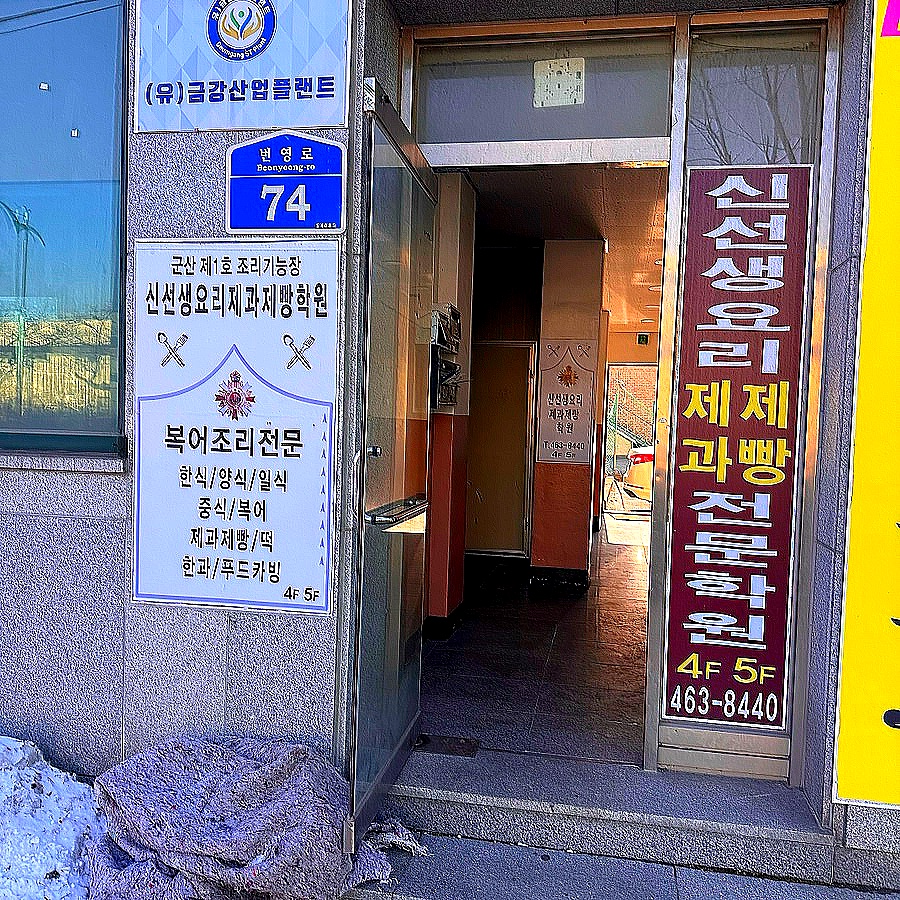 (유)금강산업플랜트
번영로
Beonyeong-ro
74
군산 제1호 조리기능장
신선생요리제과제빵학원
복어조리전문
한식/양식/일식
중식/복어
제과제빵/떡
한과/푸드카빙
4F 5F
신선생요리
제과제빵
학원
T.463-8440
4F 5F
신선생요리
제과
제빵
전문학원
4F 5F
463-8440